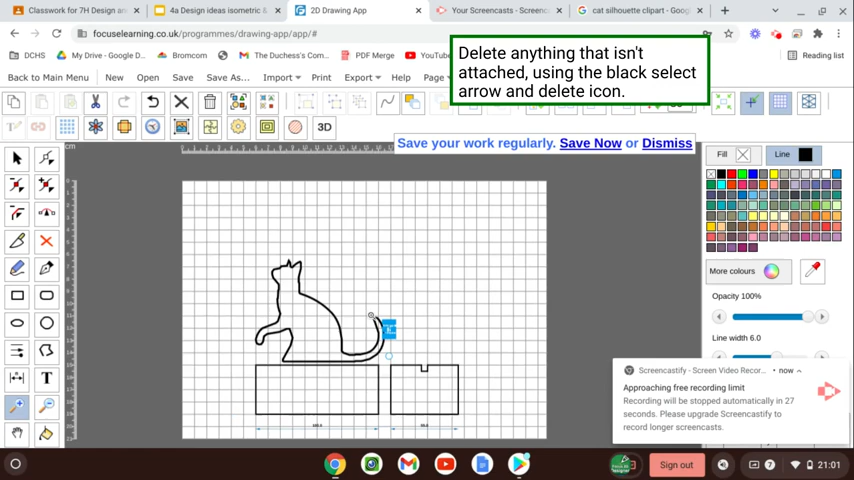 Classwork for 7H Design an
4a Design ideas isometric &
2D Drawing App
Your Screencasts - Screenc
cat silhouette clipart - Goog
focuselearning.co.uk/programmes/drawing-app/app/#
DCHS
My Drive - Google D
Bromcom
The Duchess's Com
PDF Merge
YouTub
Reading list
Back to Main Menu
New
Open
Save
Save As...
Import
Print
Export
Help
Page
Delete anything that isn't
attached, using the black select
arrow and delete icon.
3D
cm
Save your work regularly. Save Now or Dismiss
Fill
Line
More colours
Opacity 100%
Line width 6.0
T
Screencastify - Screen Video Recor...
now
Approaching free recording limit
Recording will be stopped automatically in 27
seconds. Please upgrade Screencastify to
record longer screencasts.
Sign out
7
21:01